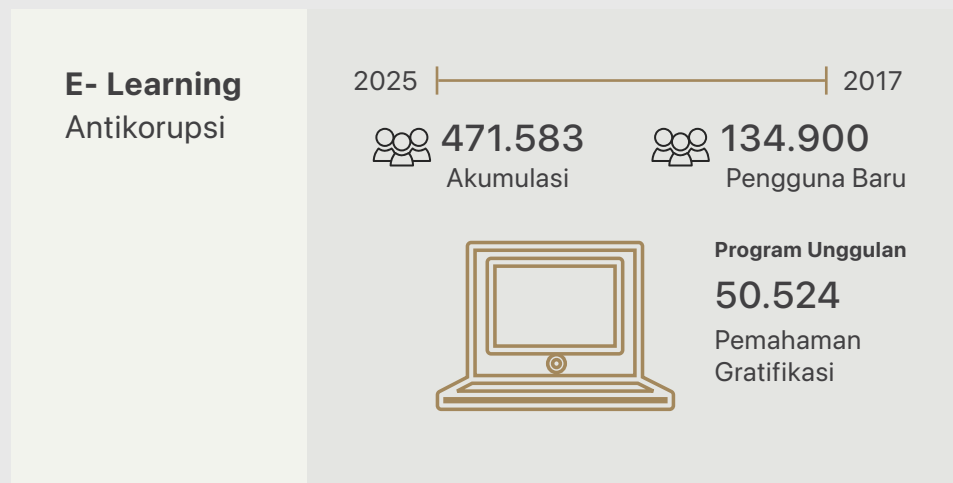 E- Learning
Antikorupsi
2025
2017
471.583
Akumulasi
134.900
Pengguna Baru
Program Unggulan
50.524
Pemahaman
Gratifikasi